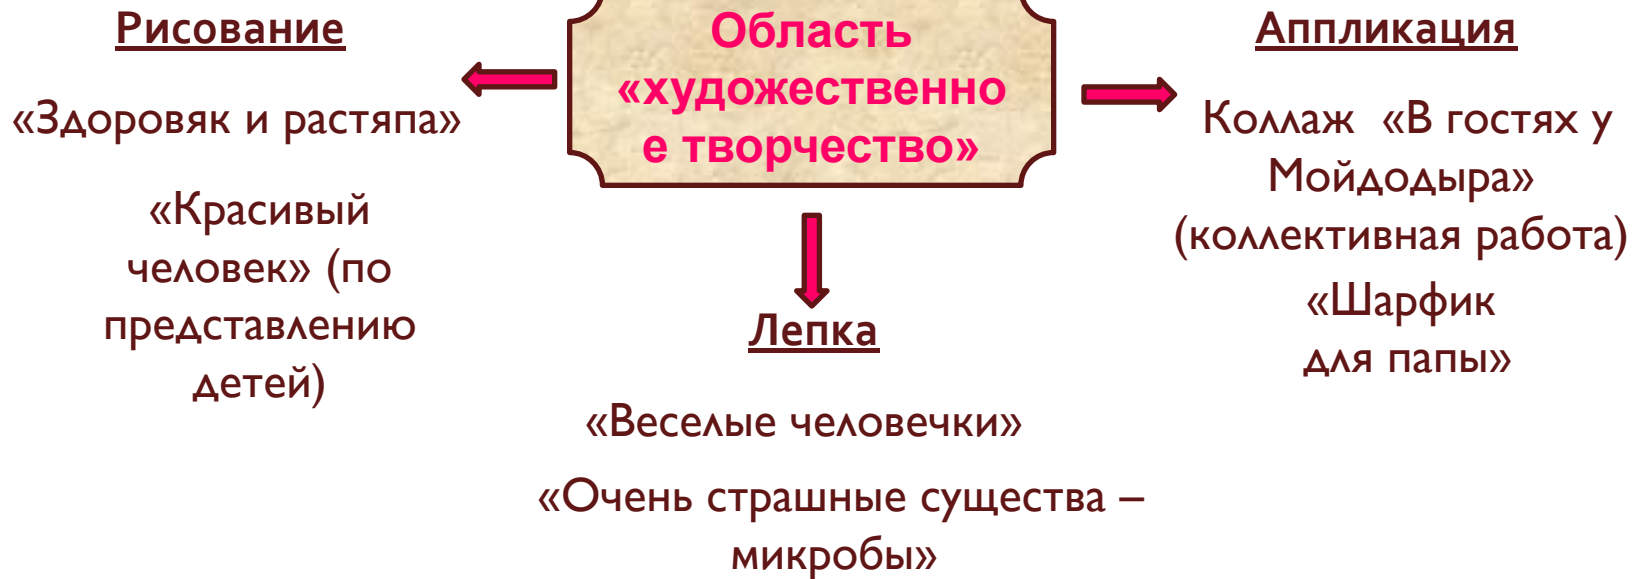 Область
«художественно
е творчество»
Рисование
«Здоровяк и растяпа»
«Красивый
человек» (по
представлению
детей)
Лепка
«Веселые человечки»
«Очень страшные существа –
микробы»
Аппликация
Коллаж «В гостях у
Мойдодыра»
(коллективная работа)
«Шарфик
для папы»